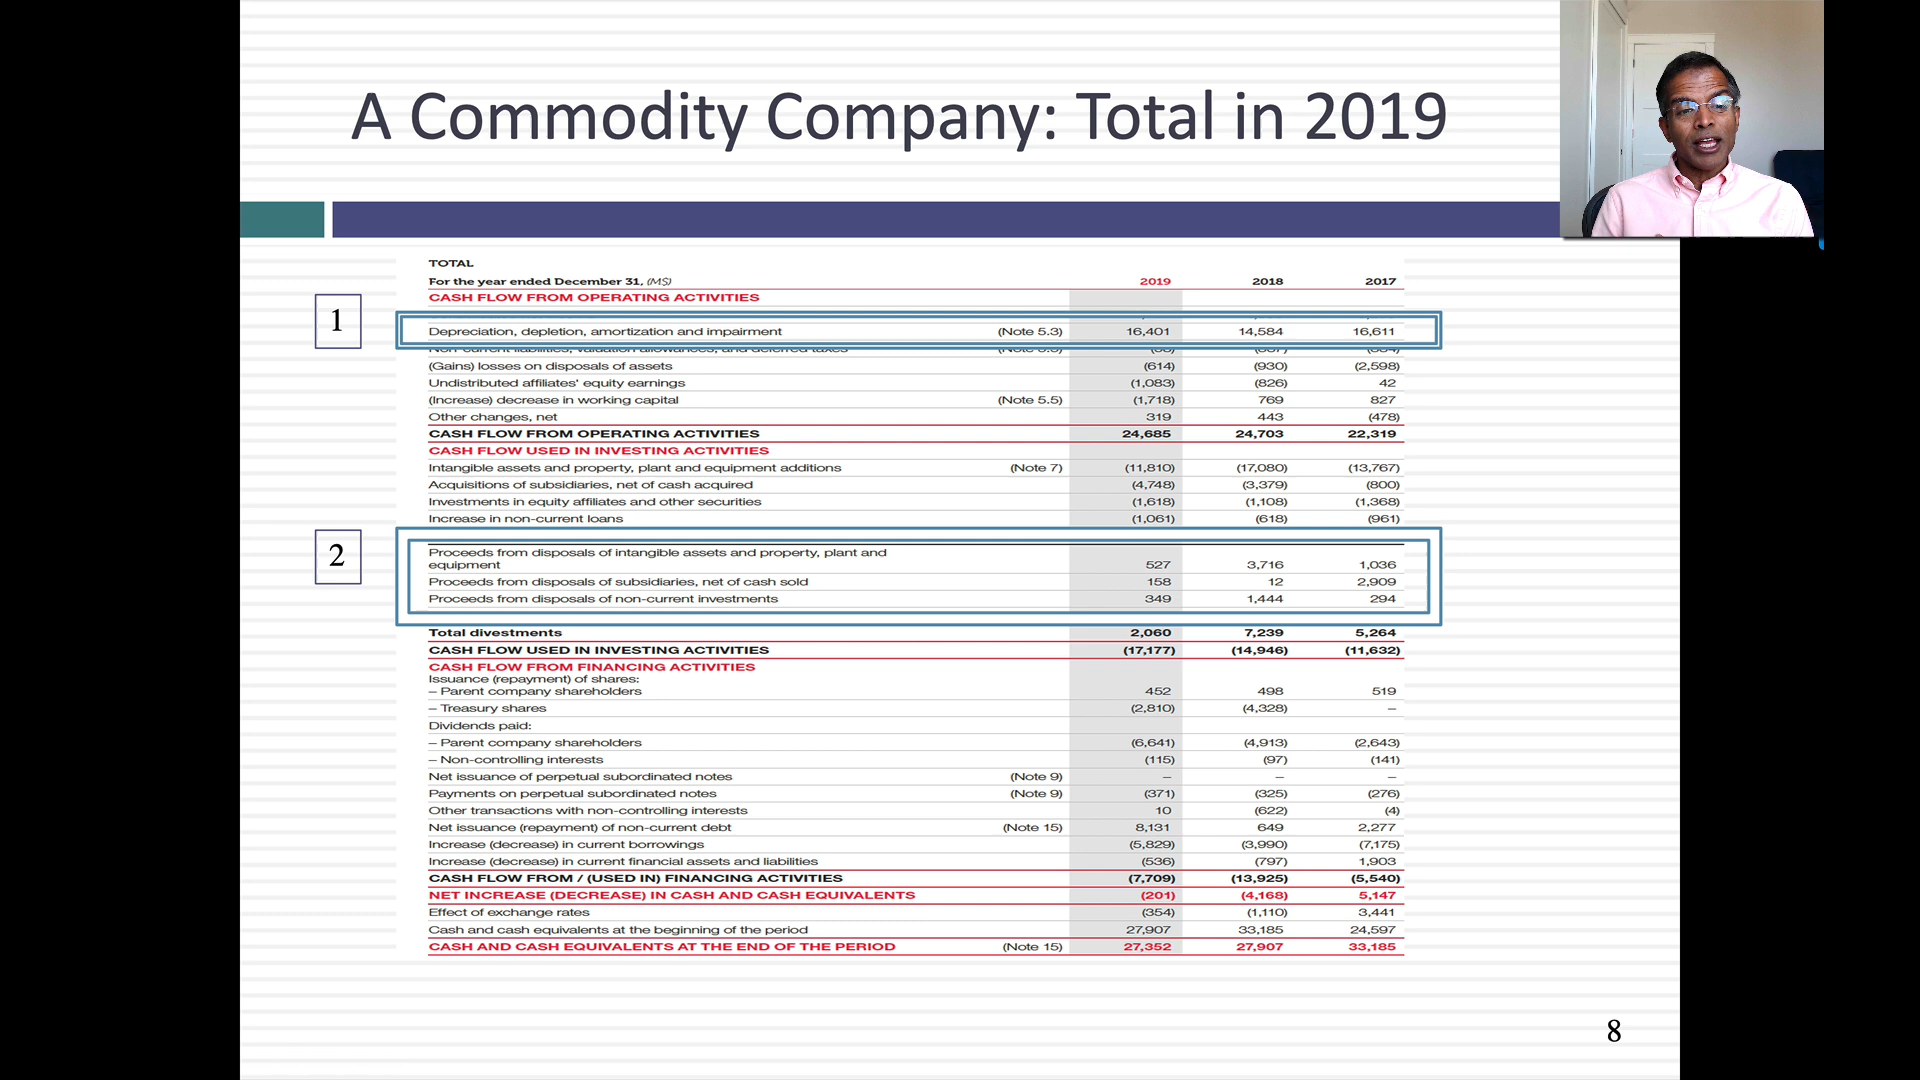 A Commodity Company: Total in 2019
TOTAL
For the year ended December 31, (M$) 2019 2018 2017
CASH FLOW FROM OPERATING ACTIVITIES
1
Depreciation, depletion, amortization and impairment (Note 5.3) 16,401 14,584 16,611
Non-current liabilities, valuation allowances, and deferred taxes
(Gains) losses on disposals of assets (614) (930) (2,598)
Undistributed affiliates' equity earnings (1,083) (826) 42
(Increase) decrease in working capital (Note 5.5) (1,718) 769 827
Other changes, net 319 443 (478)
CASH FLOW FROM OPERATING ACTIVITIES 24,685 24,703 22,319
CASH FLOW USED IN INVESTING ACTIVITIES
Intangible assets and property, plant and equipment additions (Note 7) (11,810) (17,080) (13,767)
Acquisitions of subsidiaries, net of cash acquired (4,748) (3,379) (800)
Investments in equity affiliates and other securities (1,618) (1,108) (1,368)
Increase in non-current loans (1,061) (618) (961)
2
Proceeds from disposals of intangible assets and property, plant and
equipment 527 3,716 1,036
Proceeds from disposals of subsidiaries, net of cash sold 158 12 2,909
Proceeds from disposals of non-current investments 349 1,444 294
Total divestments 2,060 7,239 5,264
CASH FLOW USED IN INVESTING ACTIVITIES (17,177) (14,946) (11,632)
CASH FLOW FROM FINANCING ACTIVITIES
Issuance (repayment) of shares:
– Parent company shareholders 452 498 519
– Treasury shares (2,810) (4,328) –
Dividends paid:
– Parent company shareholders (6,641) (4,913) (2,643)
– Non-controlling interests (115) (97) (141)
Net issuance of perpetual subordinated notes (Note 9) – – –
Payments on perpetual subordinated notes (Note 9) (371) (325) (276)
Other transactions with non-controlling interests 10 (622) (4)
Net issuance (repayment) of non-current debt (Note 15) 8,131 649 2,277
Increase (decrease) in current borrowings (5,829) (3,990) (7,175)
Increase (decrease) in current financial assets and liabilities (536) (797) 1,903
CASH FLOW FROM / (USED IN) FINANCING ACTIVITIES (7,709) (13,925) (5,540)
NET INCREASE (DECREASE) IN CASH AND CASH EQUIVALENTS (201) (4,168) 5,147
Effect of exchange rates (354) (1,110) 3,441
Cash and cash equivalents at the beginning of the period 27,907 33,185 24,597
CASH AND CASH EQUIVALENTS AT THE END OF THE PERIOD (Note 15) 27,352 27,907 33,185
8